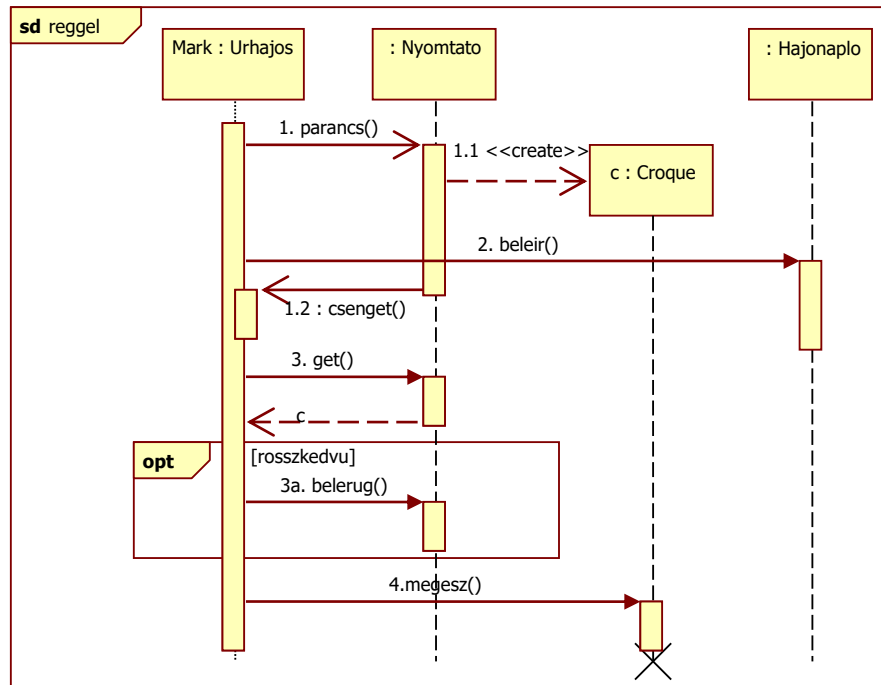 sd reggel
Mark : Urhajos
: Nyomtato
: Hajonaplo
1. parancs()
1.1 <<create>>
c : Croque
2. beleir()
1.2 : csenget()
3. get()
c
opt
[rosszkedvu]
3a. belerug()
4.megesz()